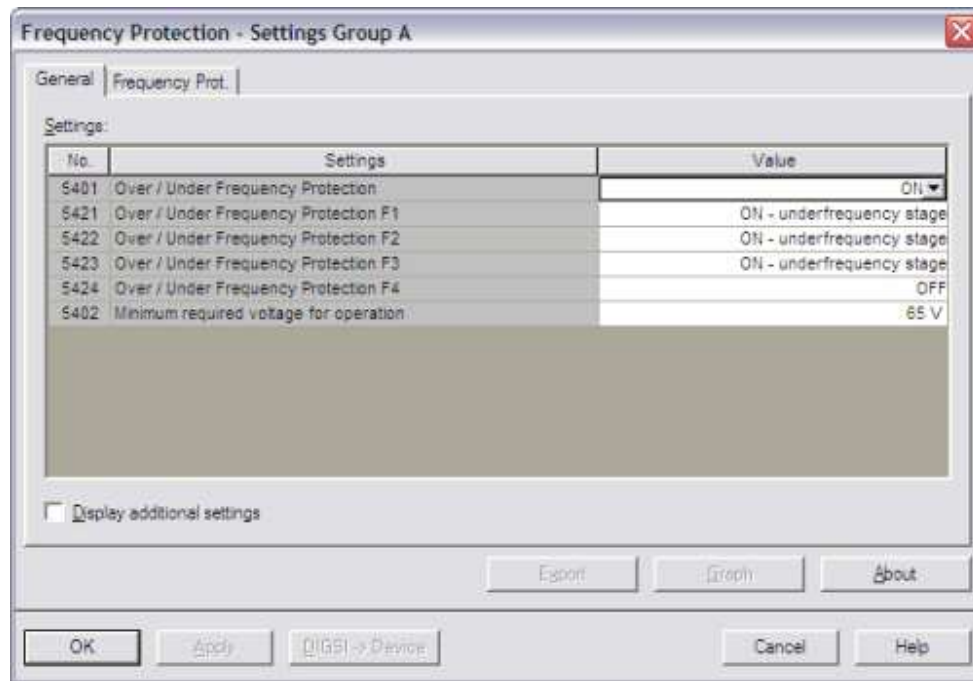 Frequency Protection - Settings Group A
General
Frequency Prot.
Settings:
No. Settings Value
5401 Over / Under Frequency Protection ON
5421 Over / Under Frequency Protection F1 ON - underfrequency stage
5422 Over / Under Frequency Protection F2 ON - underfrequency stage
5423 Over / Under Frequency Protection F3 ON - underfrequency stage
5424 Over / Under Frequency Protection F4 OFF
5402 Minimum required voltage for operation 65 V
Display additional settings
Export Graph About
OK Apply DIGSI -> Device Cancel Help